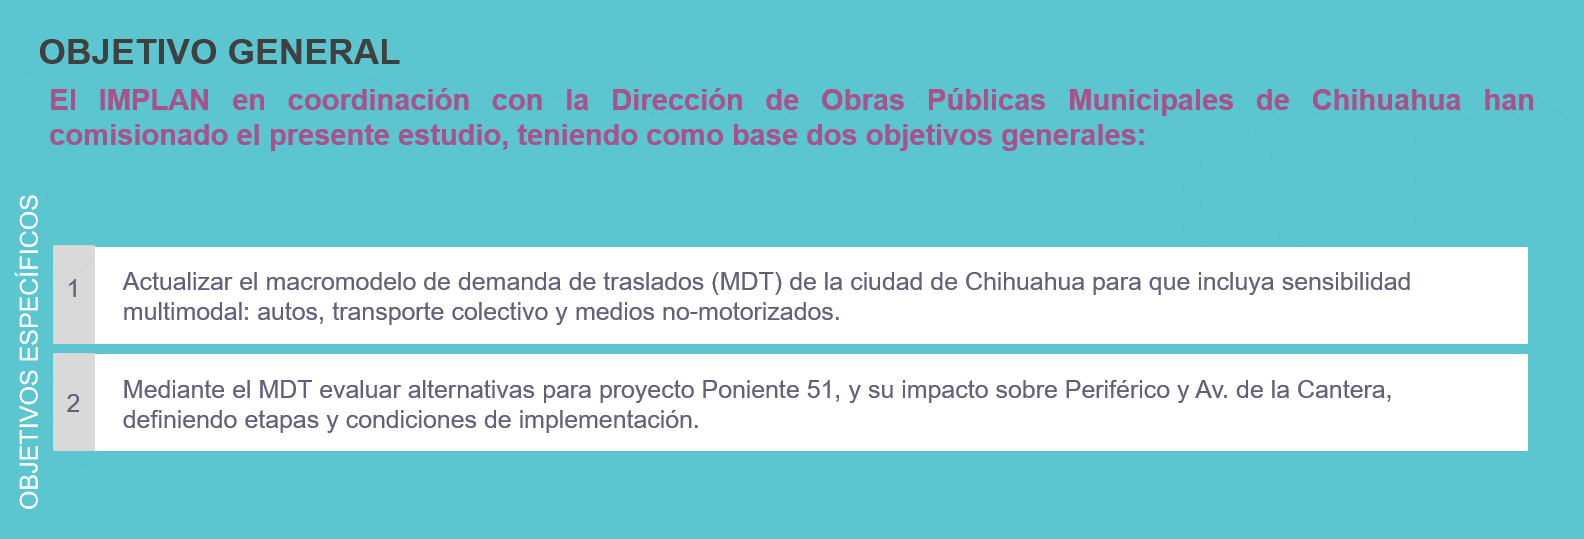 OBJETIVO GENERAL
El IMPLAN en coordinación con la Dirección de Obras Públicas Municipales de Chihuahua han
comisionado el presente estudio, teniendo como base dos objetivos generales:
OBJETIVOS ESPECÍFICOS
1
Actualizar el macromodelo de demanda de traslados (MDT) de la ciudad de Chihuahua para que incluya sensibilidad
multimodal: autos, transporte colectivo y medios no-motorizados.
2
Mediante el MDT evaluar alternativas para proyecto Poniente 51, y su impacto sobre Periférico y Av. de la Cantera,
definiendo etapas y condiciones de implementación.